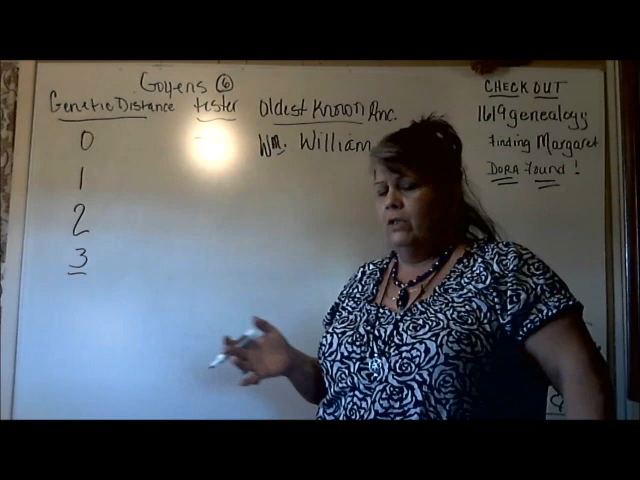 Goyens 6
Genetic Distance tester Oldest Known Anc.
0 Wm. William
1
2
3
CHECK OUT
1619genealogy
Finding Margaret
DORA Found!